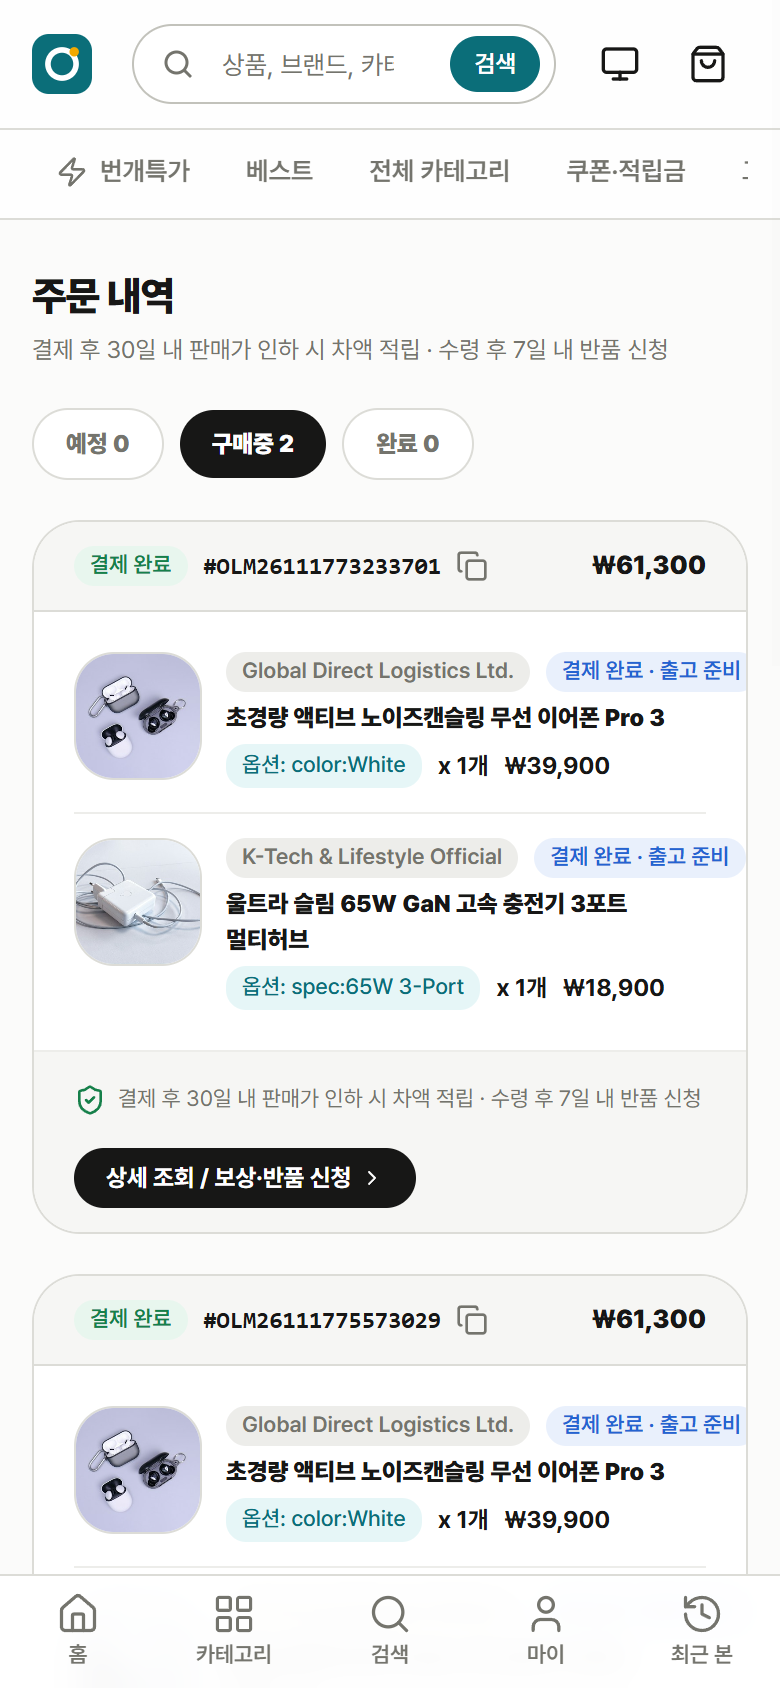 상품, 브랜드, 카
검색
번개특가
베스트
전체 카테고리
쿠폰·적립금
주문 내역
결제 후 30일 내 판매가 인하 시 차액 적립 · 수령 후 7일 내 반품 신청
예정 0
구매중 2
완료 0
결제 완료 #OLM26111773233701 ₩61,300
Global Direct Logistics Ltd. 결제 완료 · 출고 준비
초경량 액티브 노이즈캔슬링 무선 이어폰 Pro 3
옵션: color:White x 1개 ₩39,900
K-Tech & Lifestyle Official 결제 완료 · 출고 준비
울트라 슬림 65W GaN 고속 충전기 3포트
멀티허브
옵션: spec:65W 3-Port x 1개 ₩18,900
결제 후 30일 내 판매가 인하 시 차액 적립 · 수령 후 7일 내 반품 신청
상세 조회 / 보상·반품 신청
결제 완료 #OLM26111775573029 ₩61,300
Global Direct Logistics Ltd. 결제 완료 · 출고 준비
초경량 액티브 노이즈캔슬링 무선 이어폰 Pro 3
옵션: color:White x 1개 ₩39,900
홈
카테고리
검색
마이
최근 본